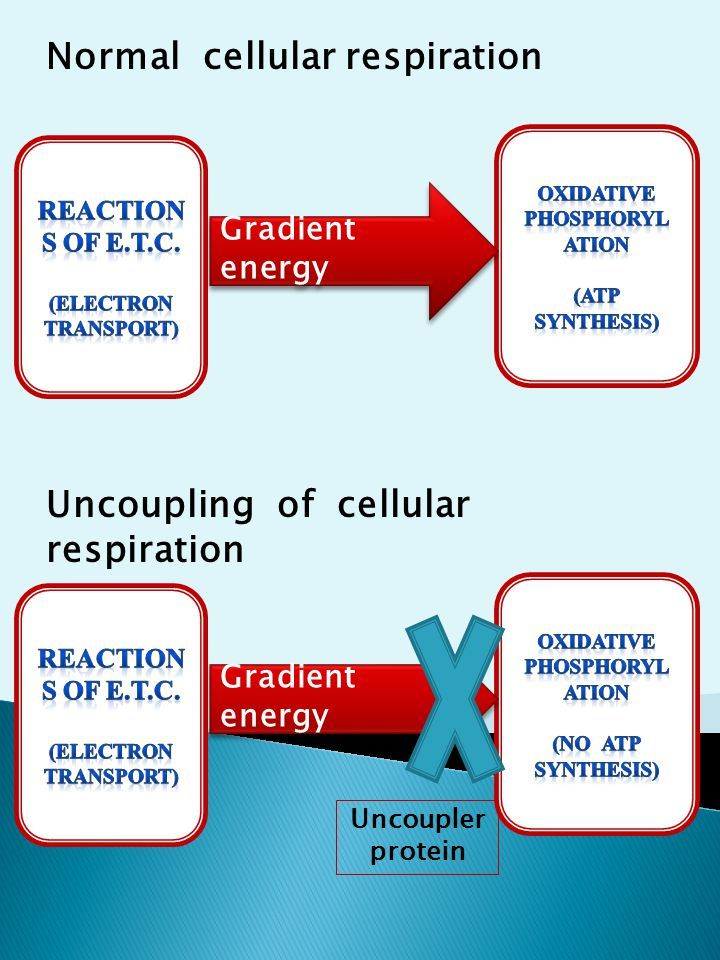 Normal cellular respiration
REACTION
S OF E.T.C.
(ELECTRON
TRANSPORT)
Gradient
energy
OXIDATIVE
PHOSPHORYL
ATION
(ATP
SYNTHESIS)
Uncoupling of cellular
respiration
REACTION
S OF E.T.C.
(ELECTRON
TRANSPORT)
Gradient
energy
OXIDATIVE
PHOSPHORYL
ATION
(NO ATP
SYNTHESIS)
Uncoupler
protein